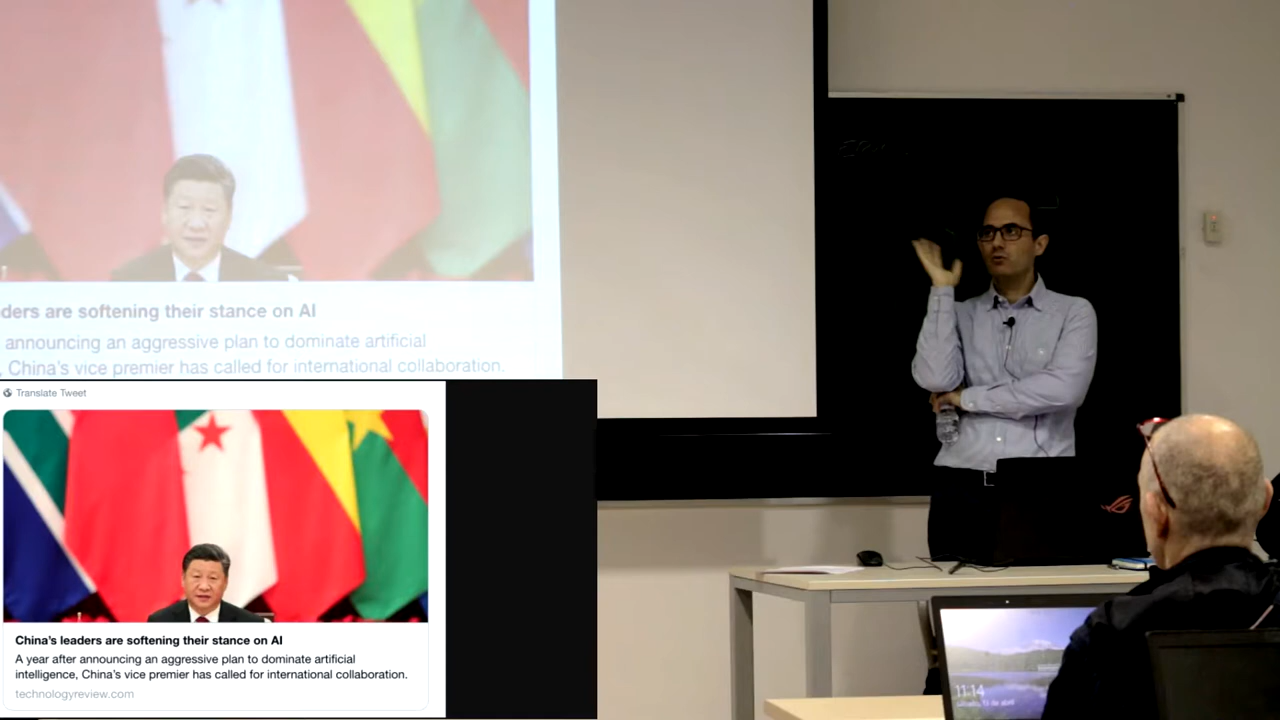 ders are softening their stance on AI
announcing an aggressive plan to dominate artificial
, China's vice premier has called for international collaboration.
Translate Tweet
China's leaders are softening their stance on AI
A year after announcing an aggressive plan to dominate artificial
intelligence, China's vice premier has called for international collaboration.
technologyreview.com
11:14